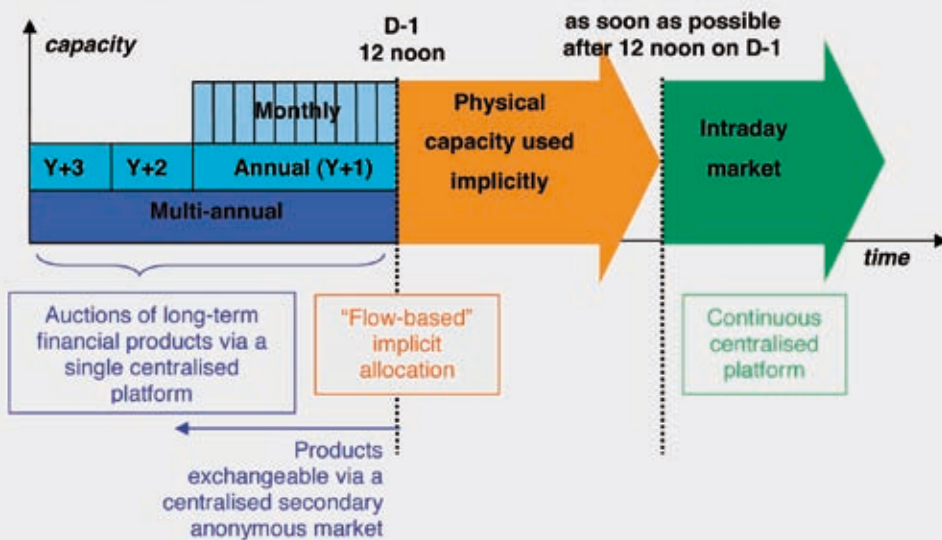 capacity
D-1
12 noon
as soon as possible
after 12 noon on D-1
Monthly
Y+3
Y+2
Annual (Y+1)
Multi-annual
Physical
capacity used
implicitly
Intraday
market
time
Auctions of long-term
financial products via a
single centralised
platform
"Flow-based"
implicit
allocation
Continuous
centralised
platform
Products
exchangeable via a
centralised secondary
anonymous market